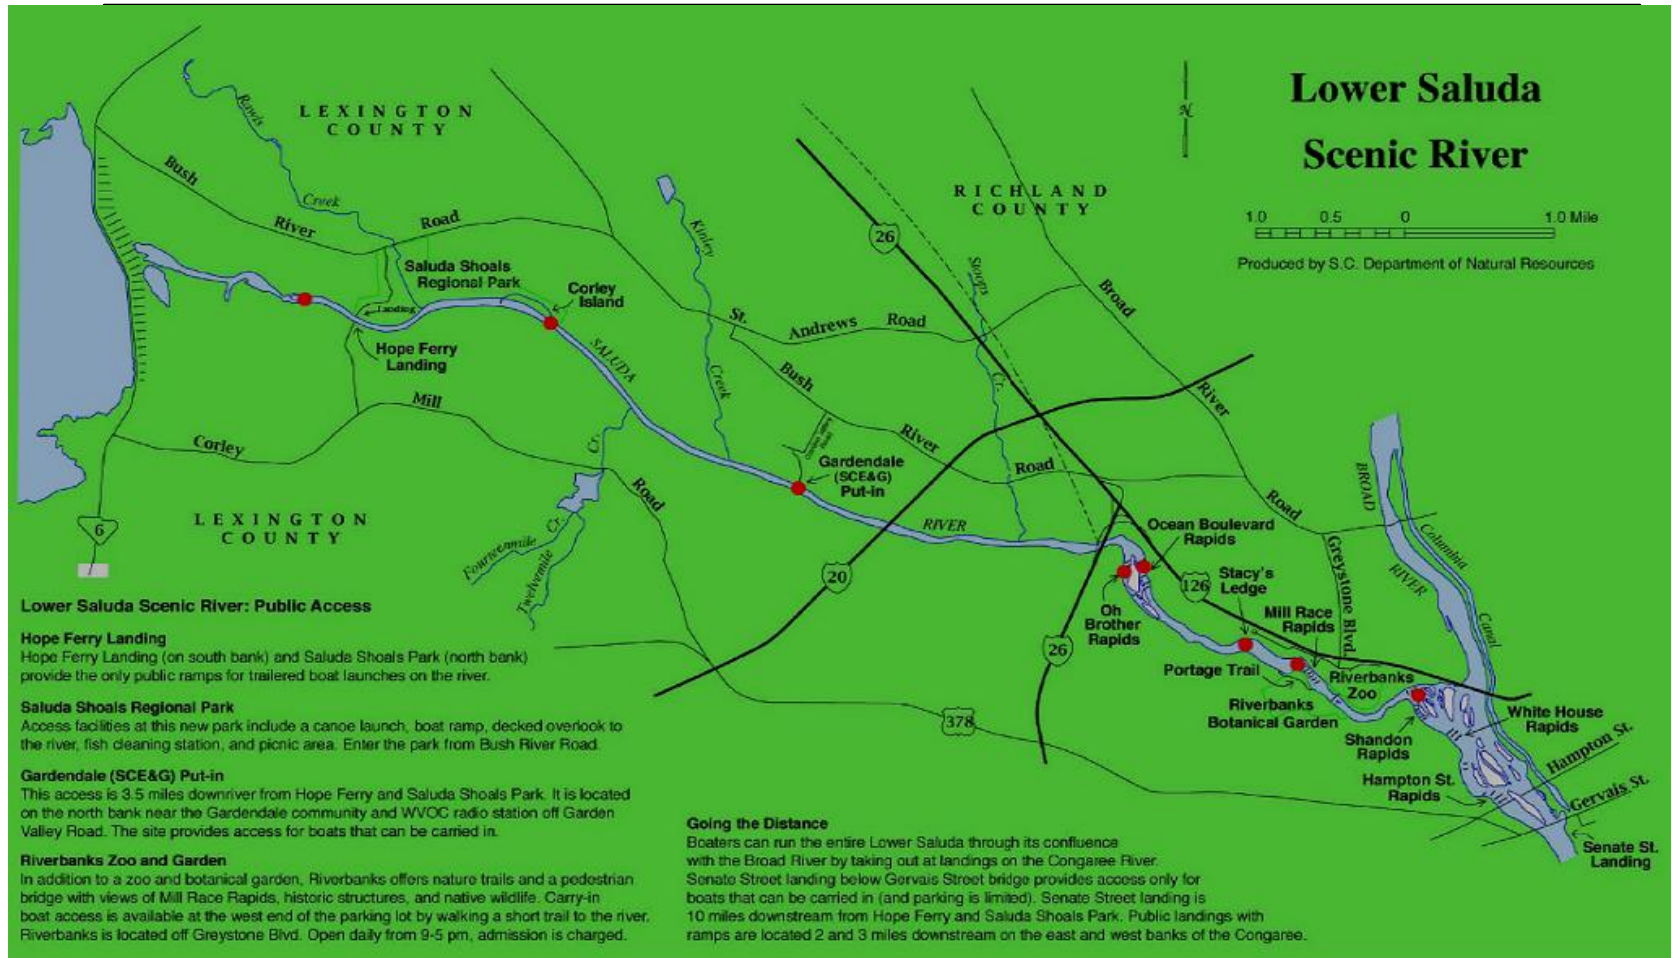 Lower Saluda
Scenic River
1.0 0.5 0 1.0 Mile
Produced by S.C. Department of Natural Resources
N
LEXINGTON
COUNTY
RICHLAND
COUNTY
Rawls
Creek
Bush
River
Road
Saluda Shoals
Regional Park
Corley
Island
Landing
Hope Ferry
Landing
SALUDA
Mill
Corley
Road
Kinley
Creek
St.
Andrews
Road
Bush
River
Road
Stoops
Cr.
Broad
River
Road
26
Gardendale
(SCE&G)
Put-in
RIVER
20
Cr.
Cr.
Fourteenmile
Twelvemile
6
LEXINGTON
COUNTY
378
26
126
Ocean Boulevard
Rapids
Oh
Brother
Rapids
Stacy's
Ledge
Mill Race
Rapids
Greystone Blvd.
Portage Trail
Riverbanks
Zoo
Riverbanks
Botanical Garden
BROAD
RIVER
Columbia
Canal
Shandon
Rapids
White House
Rapids
Hampton St.
Hampton St.
Rapids
Gervais St.
Senate St.
Landing
Lower Saluda Scenic River: Public Access
Hope Ferry Landing
Hope Ferry Landing (on south bank) and Saluda Shoals Park (north bank)
provide the only public ramps for trailered boat launches on the river.
Saluda Shoals Regional Park
Access facilities at this new park include a canoe launch, boat ramp, decked overlook to
the river, fish cleaning station, and picnic area. Enter the park from Bush River Road.
Gardendale (SCE&G) Put-in
This access is 3.5 miles downriver from Hope Ferry and Saluda Shoals Park. It is located
on the north bank near the Gardendale community and WVOC radio station off Garden
Valley Road. The site provides access for boats that can be carried in.
Riverbanks Zoo and Garden
In addition to a zoo and botanical garden, Riverbanks offers nature trails and a pedestrian
bridge with views of Mill Race Rapids, historic structures, and native wildlife. Carry-in
boat access is available at the west end of the parking lot by walking a short trail to the river.
Riverbanks is located off Greystone Blvd. Open daily from 9-5 pm, admission is charged.
Going the Distance
Boaters can run the entire Lower Saluda through its confluence
with the Broad River by taking out at landings on the Congaree River.
Senate Street landing below Gervais Street bridge provides access only for
boats that can be carried in (and parking is limited). Senate Street landing is
10 miles downstream from Hope Ferry and Saluda Shoals Park. Public landings with
ramps are located 2 and 3 miles downstream on the east and west banks of the Congaree.